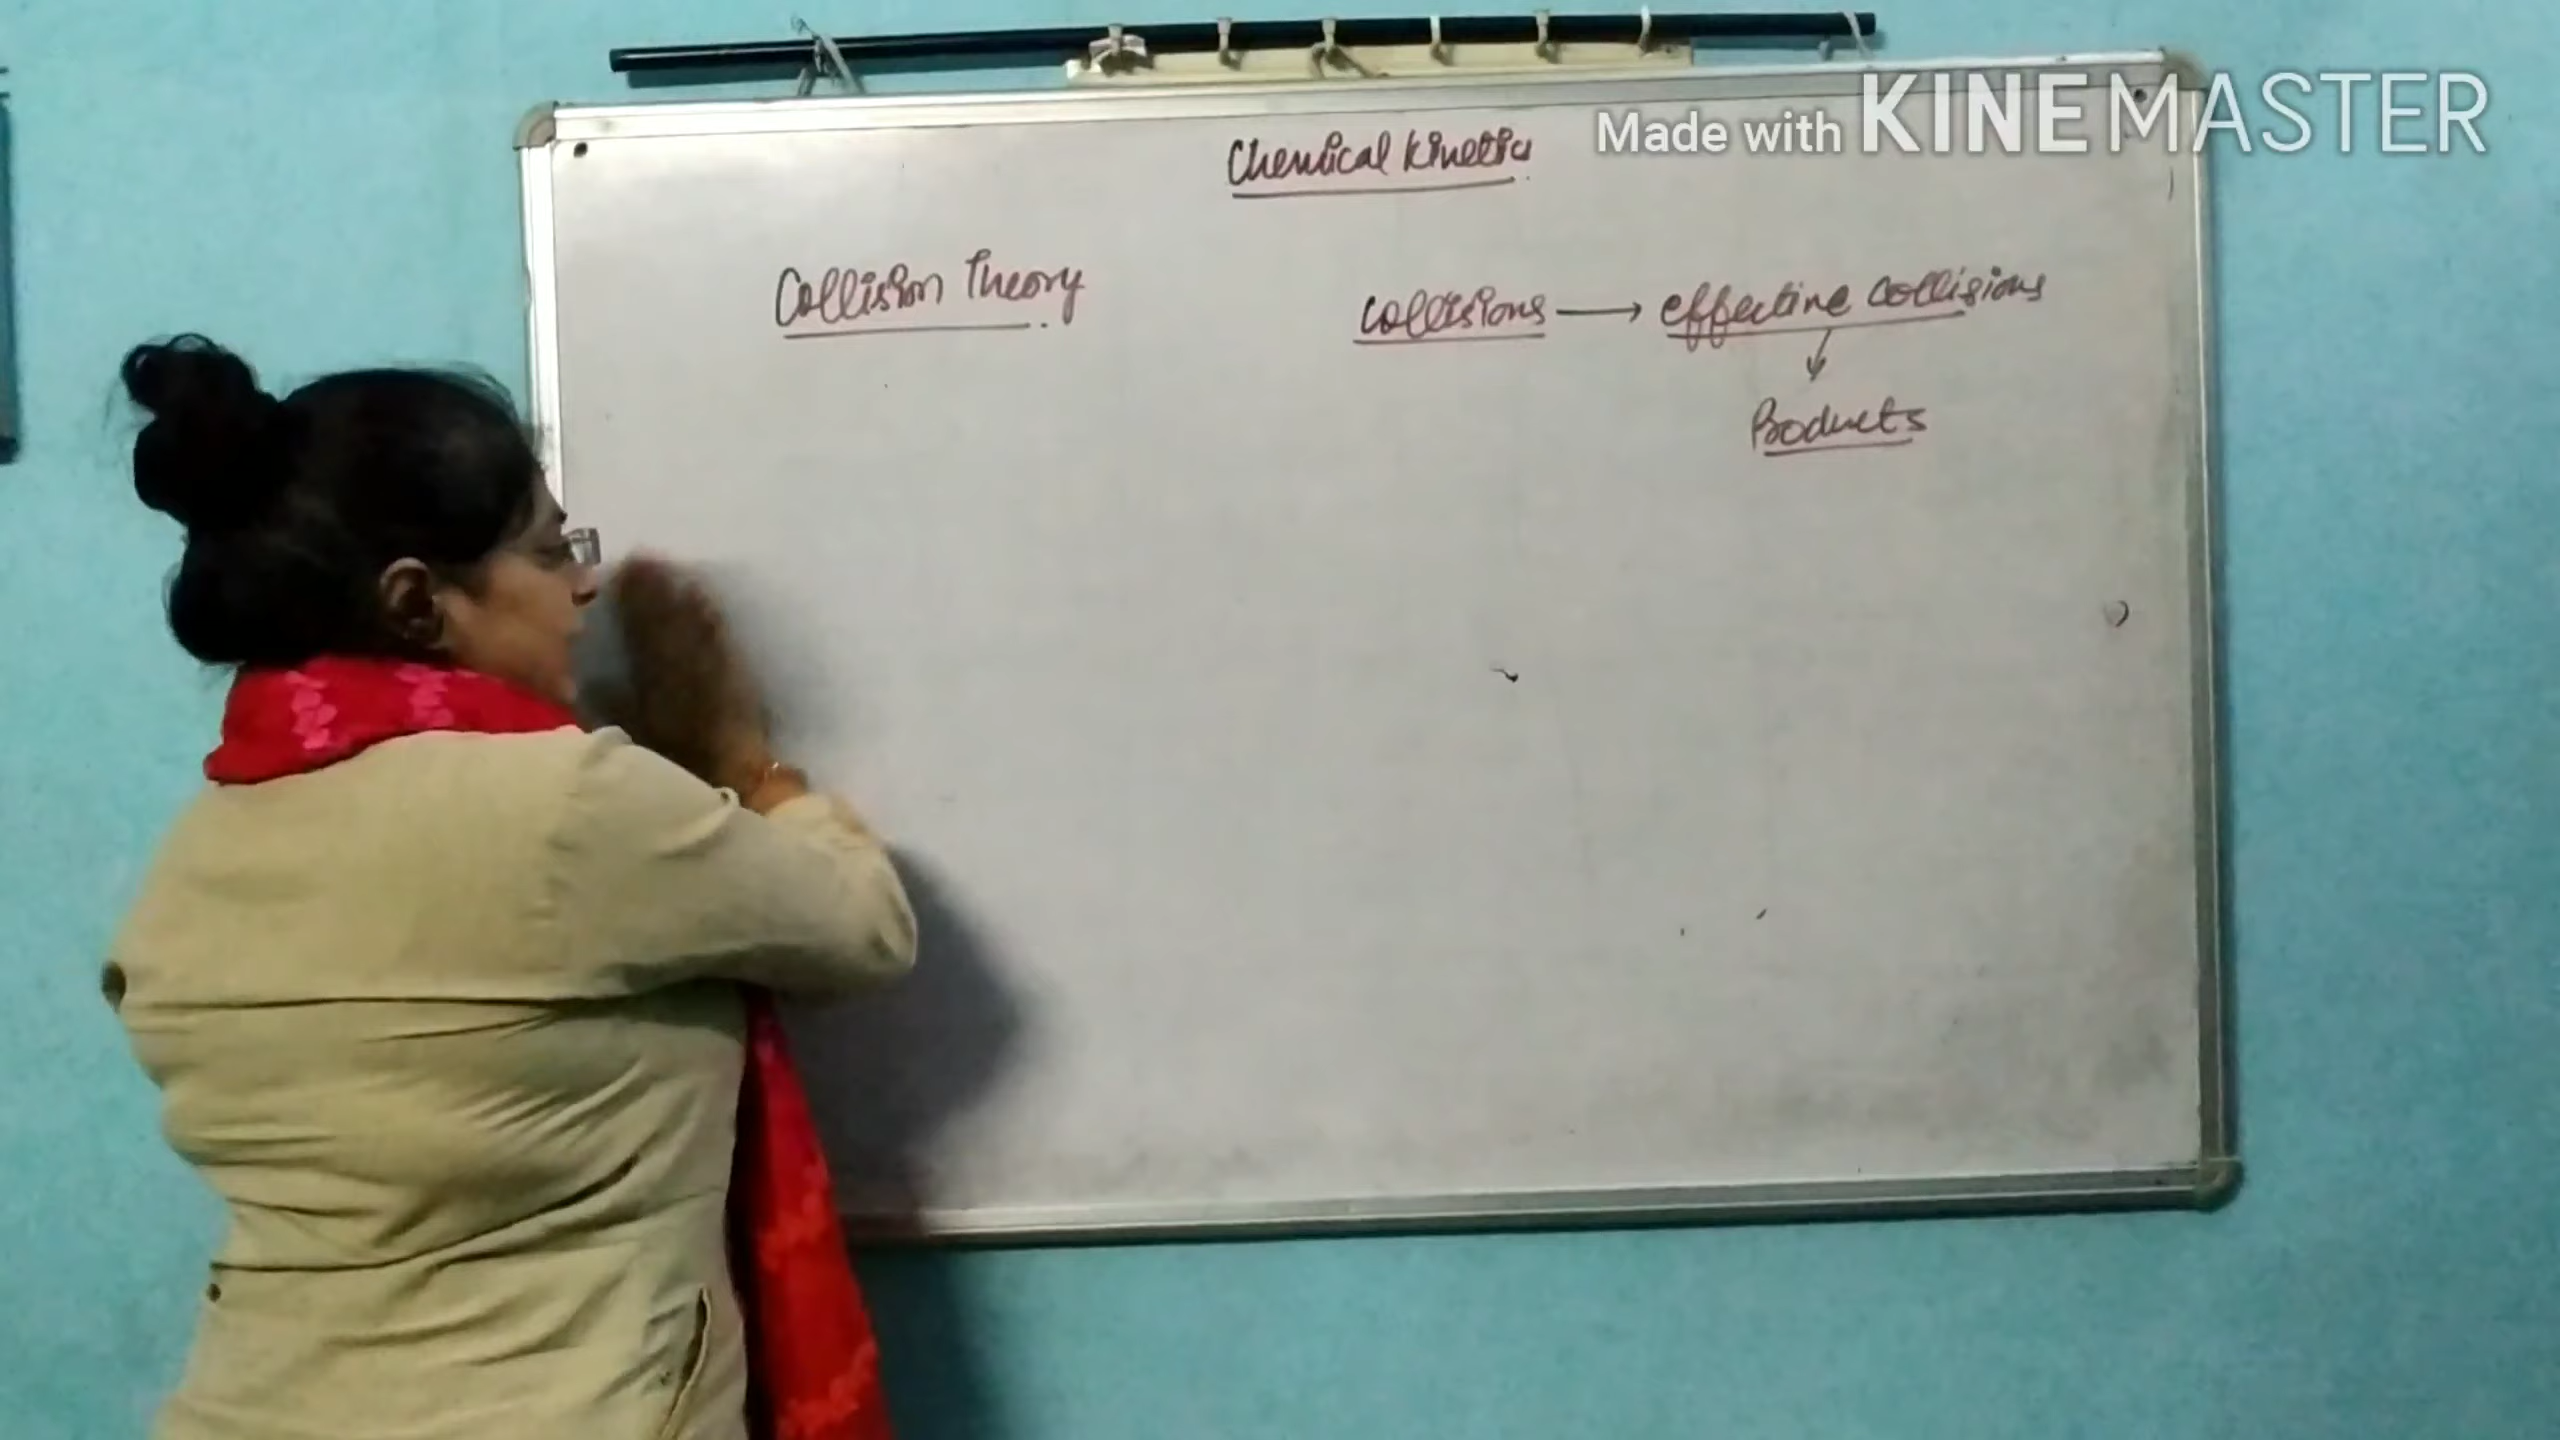 Made with KINEMASTER
Chemical Kinetics
Collision Theory
Collisions → effective collisions
↓
Products